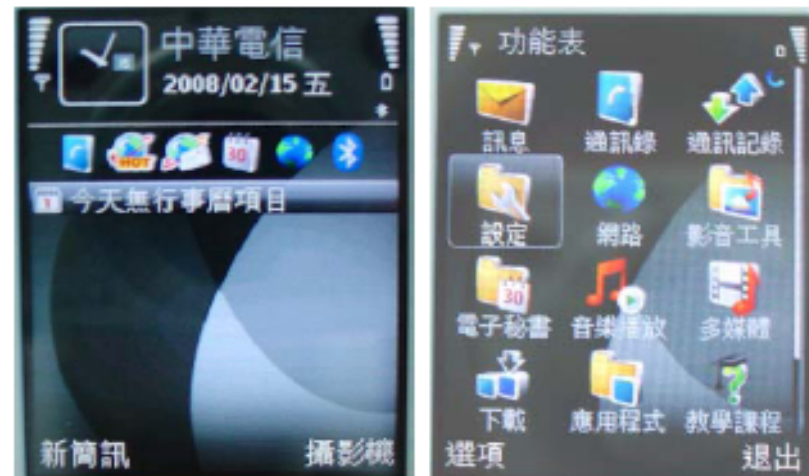 中華電信
2008/02/15 五
HOT
30
今天無行事曆項目
新簡訊
攝影機
功能表
訊息
通訊錄
通訊記錄
設定
網路
影音工具
30
電子秘書
音樂播放
多媒體
下載
應用程式
教學課程
選項
退出